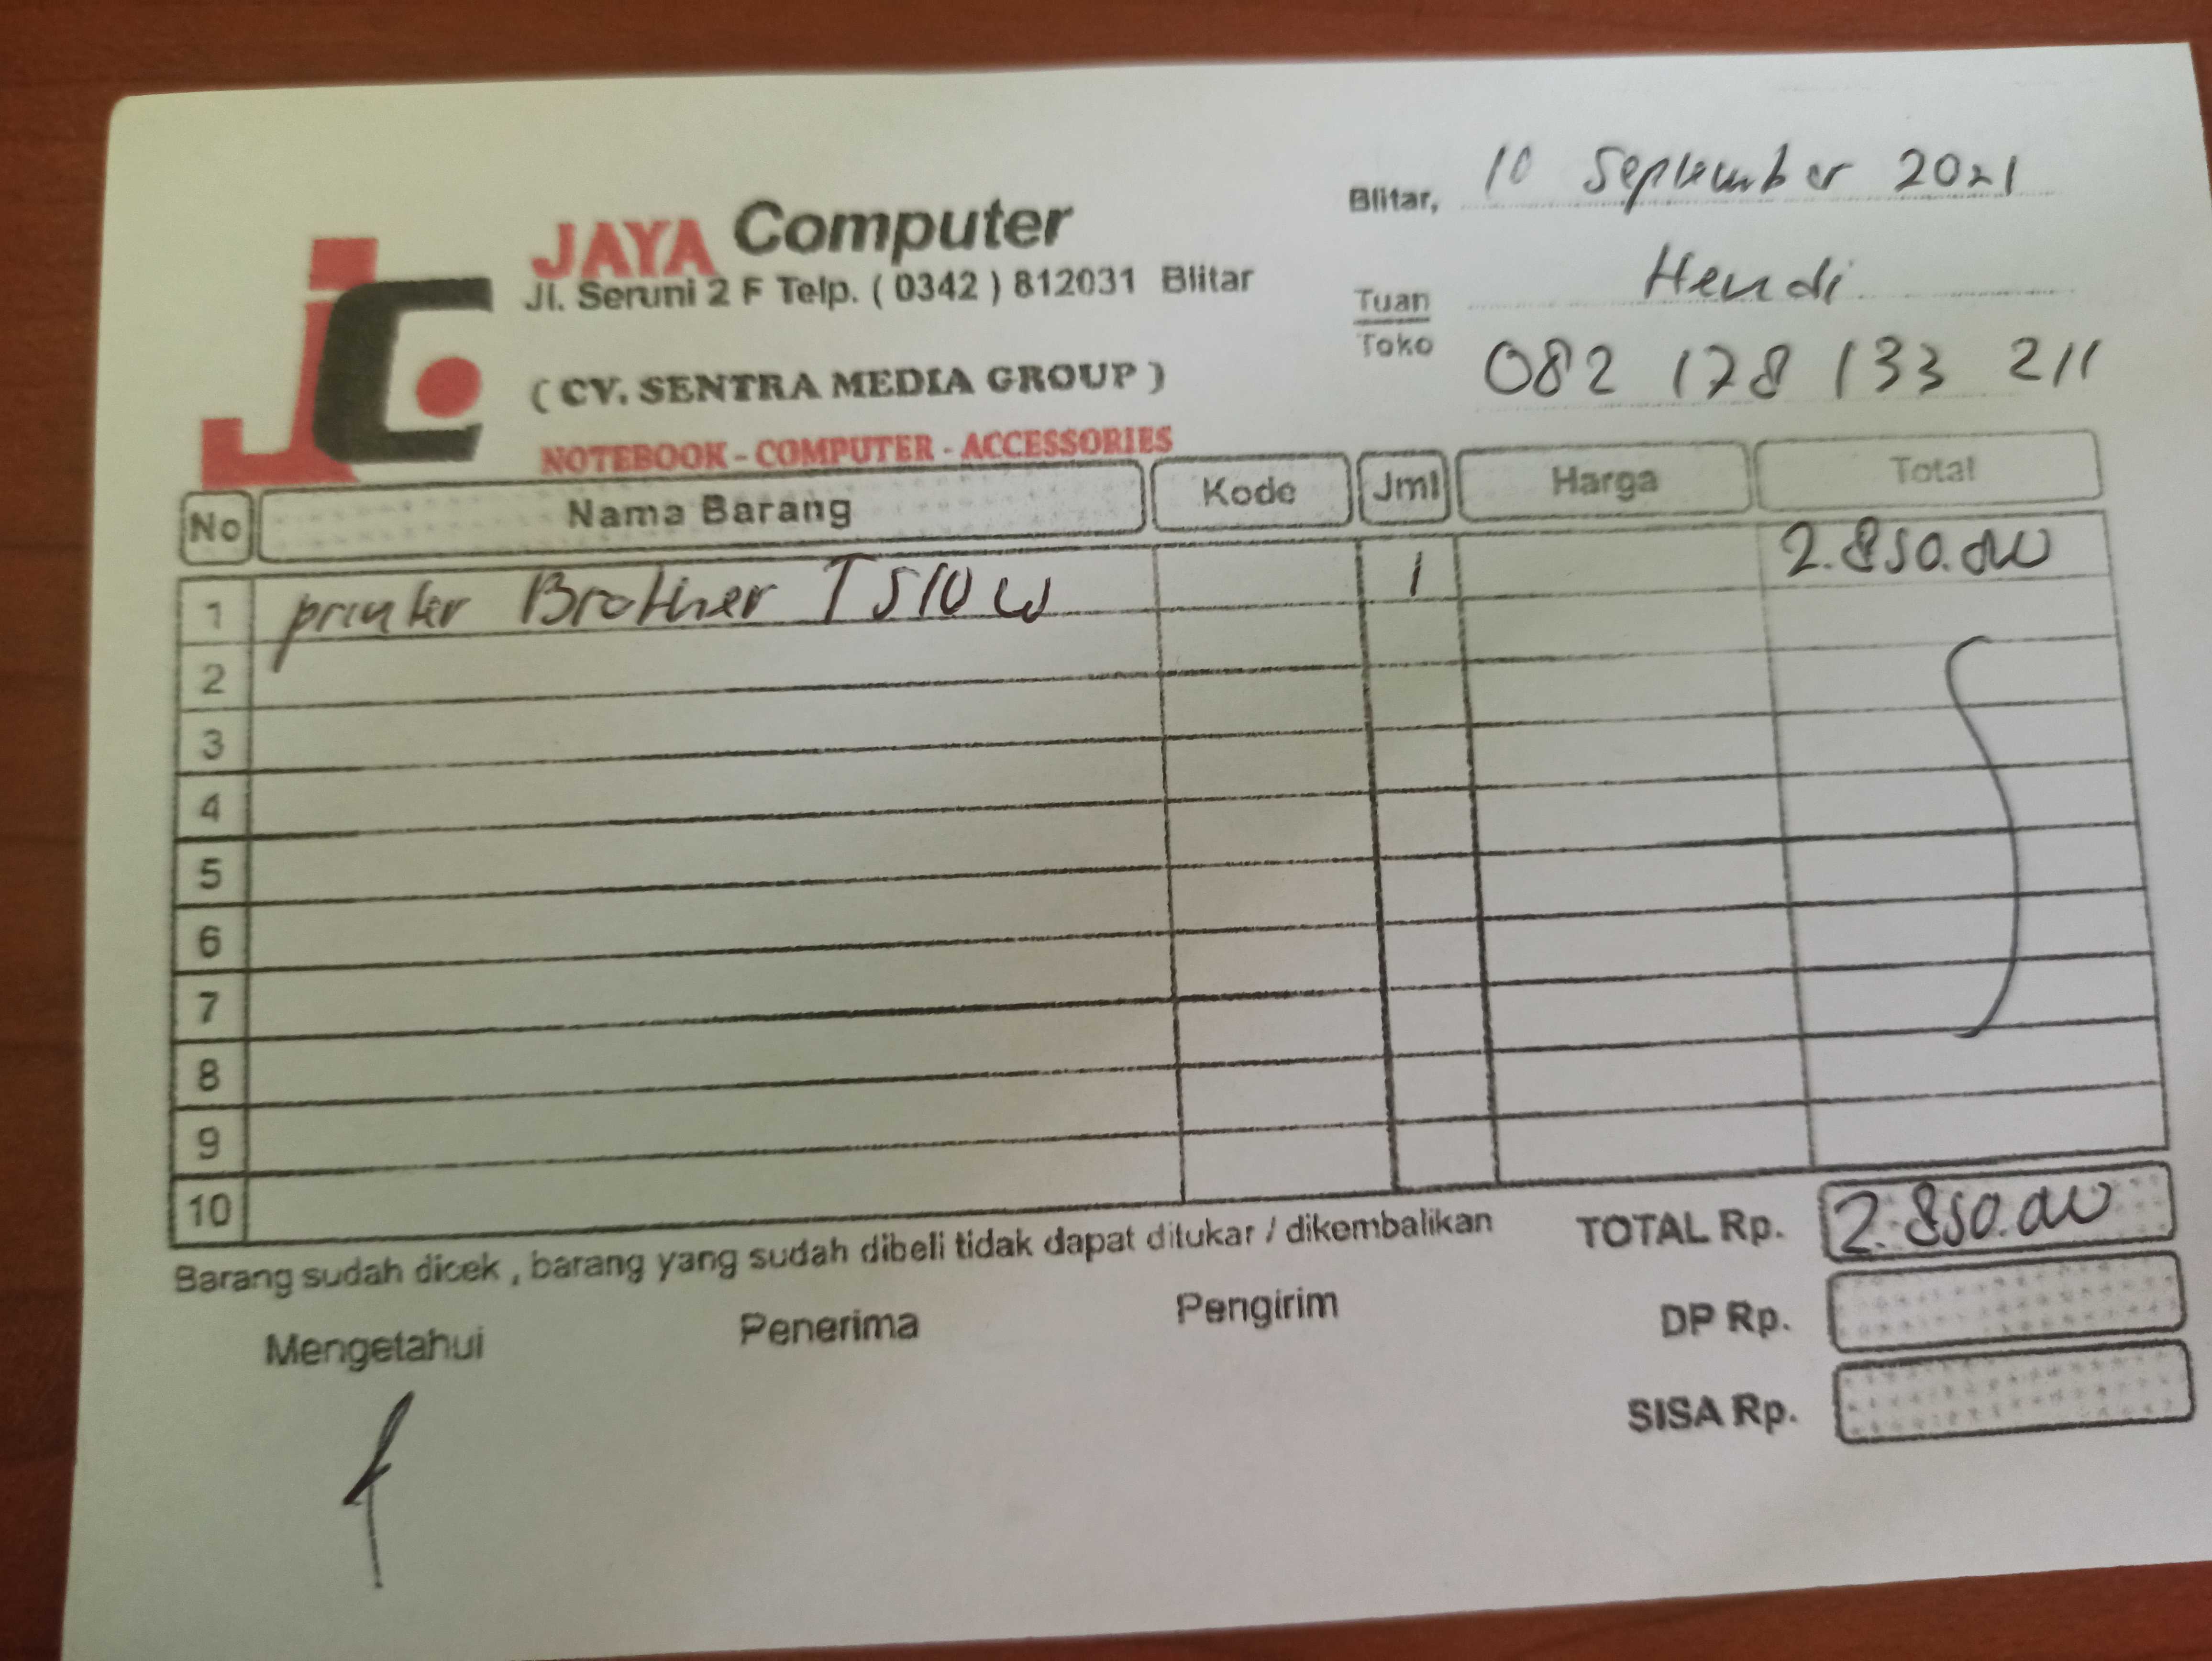 JAYA Computer
Jl. Seruni 2 F Telp. ( 0342 ) 812031 Blitar
( CV. SENTRA MEDIA GROUP )
NOTEBOOK - COMPUTER - ACCESSORIES
JC
Blitar, 10 September 2021
Tuan Hendi
Toko 082 178 133 211
No Nama Barang Kode Jml Harga Total
1 printer Brother T510W 1 2.850.000
2
3
4
5
6
7
8
9
10
Barang sudah dicek , barang yang sudah dibeli tidak dapat ditukar / dikembalikan
TOTAL Rp. 2.850.000
DP Rp.
SISA Rp.
Mengetahui Penerima Pengirim